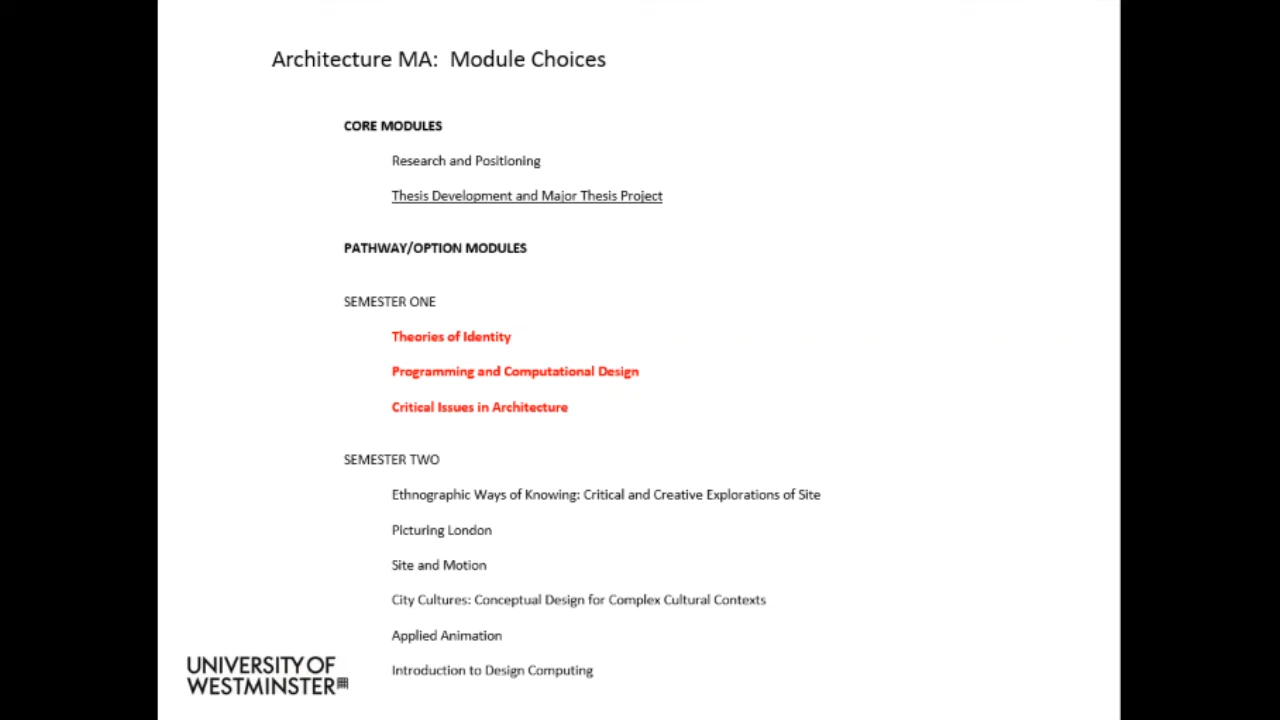 Architecture MA: Module Choices
CORE MODULES
Research and Positioning
Thesis Development and Major Thesis Project
PATHWAY/OPTION MODULES
SEMESTER ONE
Theories of Identity
Programming and Computational Design
Critical Issues in Architecture
SEMESTER TWO
Ethnographic Ways of Knowing: Critical and Creative Explorations of Site
Picturing London
Site and Motion
City Cultures: Conceptual Design for Complex Cultural Contexts
Applied Animation
Introduction to Design Computing
UNIVERSITY OF
WESTMINSTER